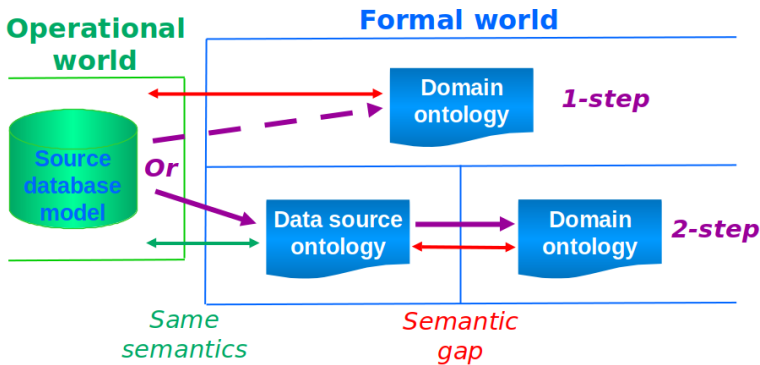 Operational
world
Formal world
Domain
ontology
1-step
Source
database
model
Or
Data source
ontology
Domain
ontology
2-step
Same
semantics
Semantic
gap